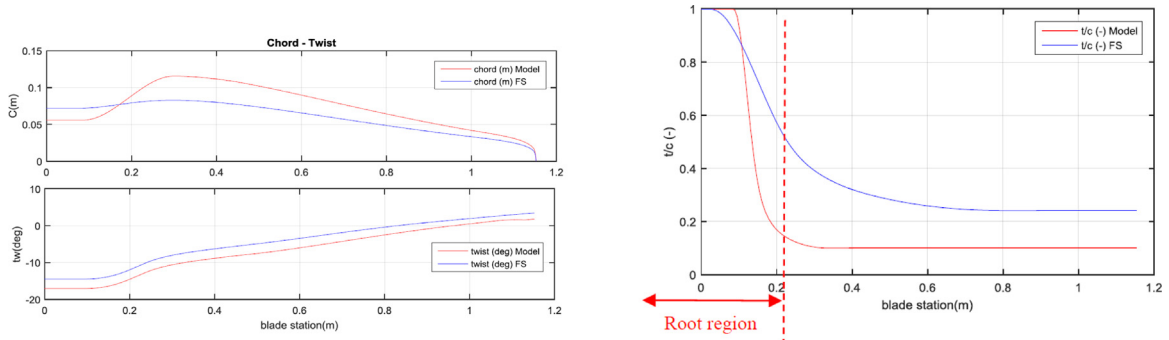 Chord - Twist
0.15
0.1
0.05
0
C(m)
chord (m) Model
chord (m) FS
0 0.2 0.4 0.6 0.8 1 1.2
10
0
-10
-20
tw(deg)
twist (deg) Model
twist (deg) FS
0 0.2 0.4 0.6 0.8 1 1.2
blade station(m)
1
0.8
0.6
0.4
0.2
0
t/c (-)
t/c (-) Model
t/c (-) FS
0 0.2 0.4 0.6 0.8 1 1.2
blade station(m)
Root region